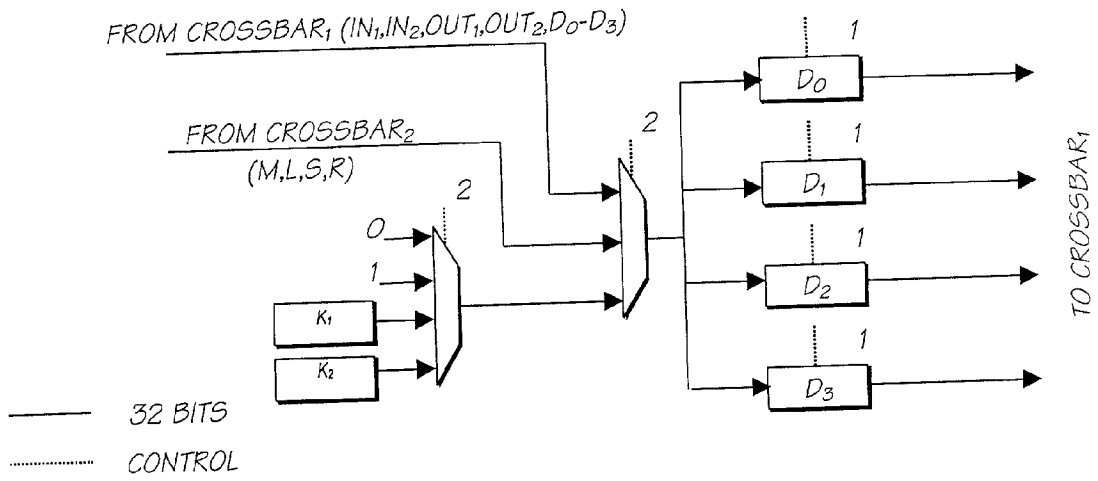 FROM CROSSBAR₁ (IN₁,IN₂,OUT₁,OUT₂,D₀-D₃)
1
D₀
FROM CROSSBAR₂
(M,L,S,R)
2
1
D₁
2
0
1
K₁
K₂
1
D₂
1
D₃
TO CROSSBAR₁
32 BITS
CONTROL